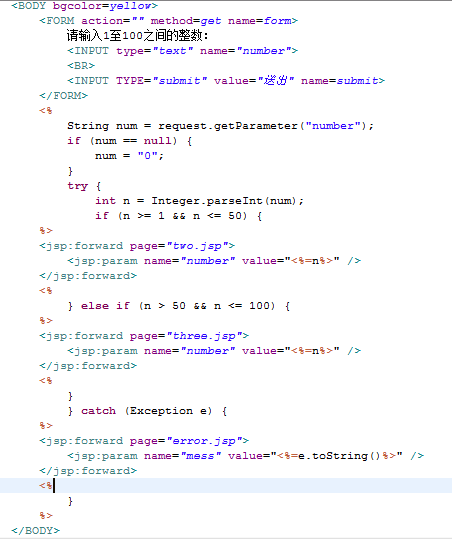 <BODY bgcolor=yellow>
<FORM action="" method=get name=form>
请输入1至100之间的整数:
<INPUT type="text" name="number">
<BR>
<INPUT TYPE="submit" value="送出" name=submit>
</FORM>
<%
String num = request.getParameter("number");
if (num == null) {
num = "0";
}
try {
int n = Integer.parseInt(num);
if (n >= 1 && n <= 50) {
%>
<jsp:forward page="two.jsp">
<jsp:param name="number" value="<%=n%>" />
</jsp:forward>
<%
} else if (n > 50 && n <= 100) {
%>
<jsp:forward page="three.jsp">
<jsp:param name="number" value="<%=n%>" />
</jsp:forward>
<%
}
} catch (Exception e) {
%>
<jsp:forward page="error.jsp">
<jsp:param name="mess" value="<%=e.toString()%>" />
</jsp:forward>
<%
}
%>
</BODY>